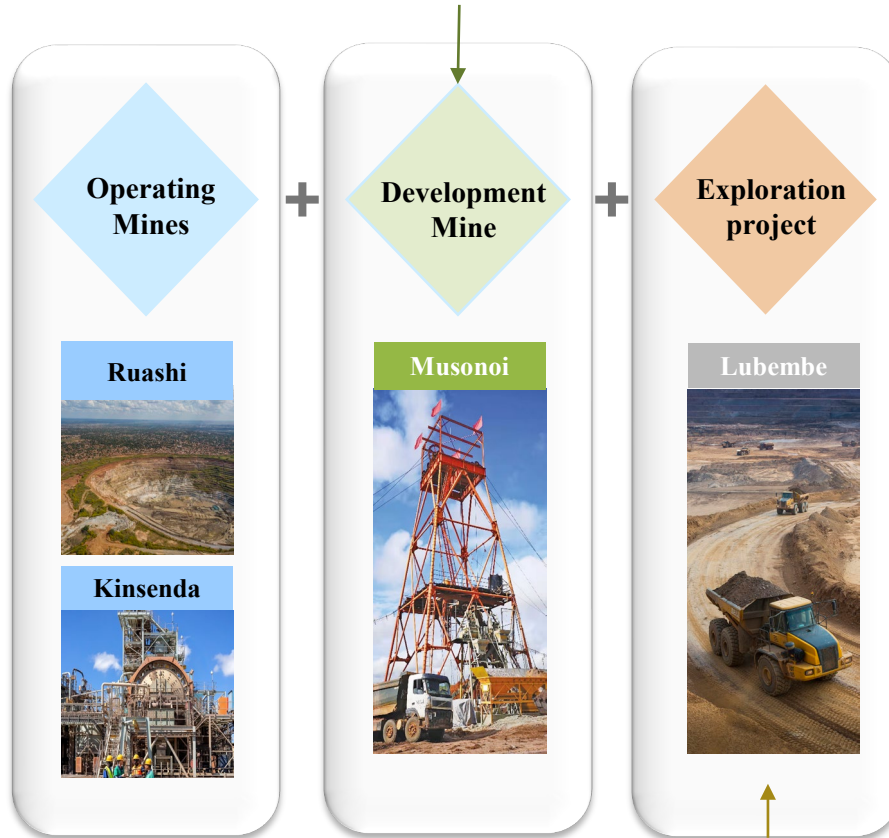 Operating
Mines
+
Development
Mine
+
Exploration
project
Ruashi
Kinsenda
Musonoi
Lubembe